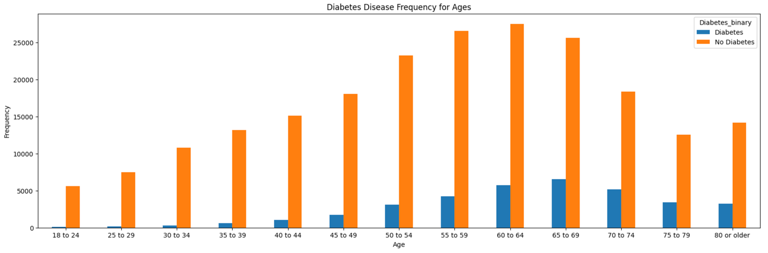 Diabetes Disease Frequency for Ages
Diabetes_binary
Diabetes
No Diabetes
Frequency
25000
20000
15000
10000
5000
0
18 to 24 25 to 29 30 to 34 35 to 39 40 to 44 45 to 49 50 to 54 55 to 59 60 to 64 65 to 69 70 to 74 75 to 79 80 or older
Age